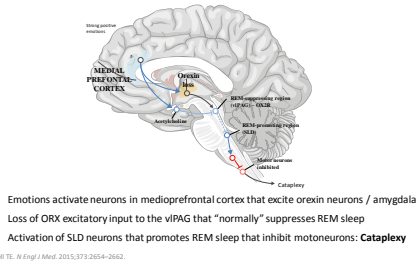 Strong positive
emotions
MEDIAL
PREFONTAL
CORTEX
Orexin
loss
REM-suppressing region
(vlPAG) – OX2R
Acetylcholine
REM-promoting region
(SLD)
Motor neurons
inhibited
Cataplexy
Emotions activate neurons in medioprefrontal cortex that excite orexin neurons / amygdala
Loss of ORX excitatory input to the vlPAG that "normally" suppresses REM sleep
Activation of SLD neurons that promotes REM sleep that inhibit motoneurons: Cataplexy
ll TE. N Engl J Med. 2015;373:2654–2662.